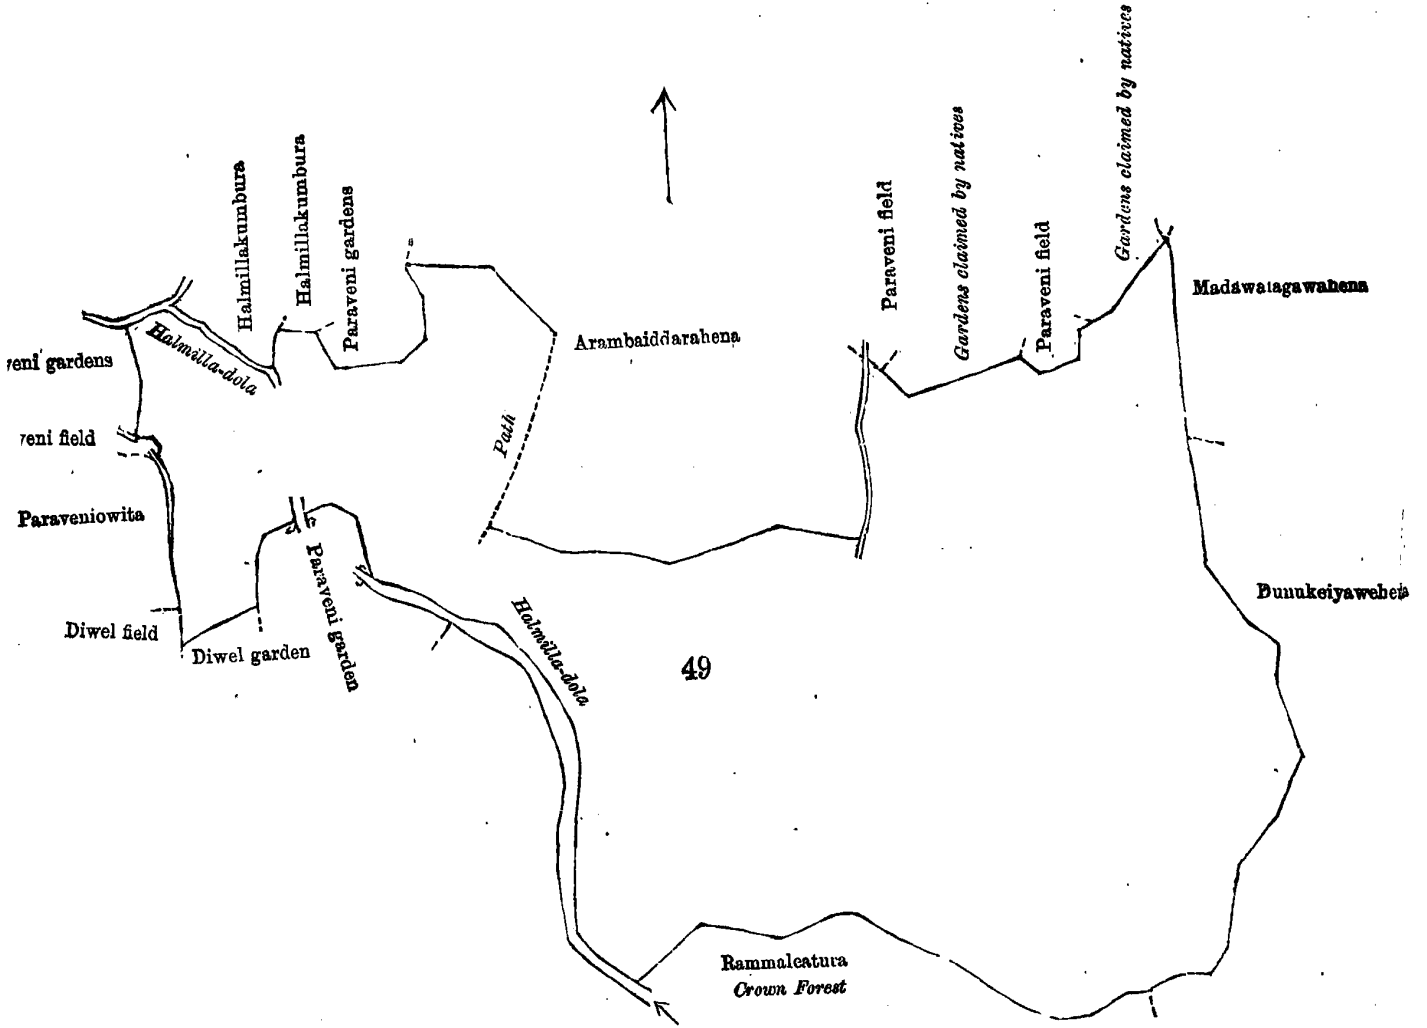 Gardens claimed by natives
Halmillakumbura
Halmillakumbura
Paraveni gardens
Paraveni field
Gardens claimed by natives
Paraveni field
Madawatagawahena
Halmilla-dola
Arambaiddarahena
veni gardens
Path
veni field
Paraveniowita
Paraveni garden
Diwel field
Diwel garden
Halmilla-dola
49
Rammaleatura
Crown Forest